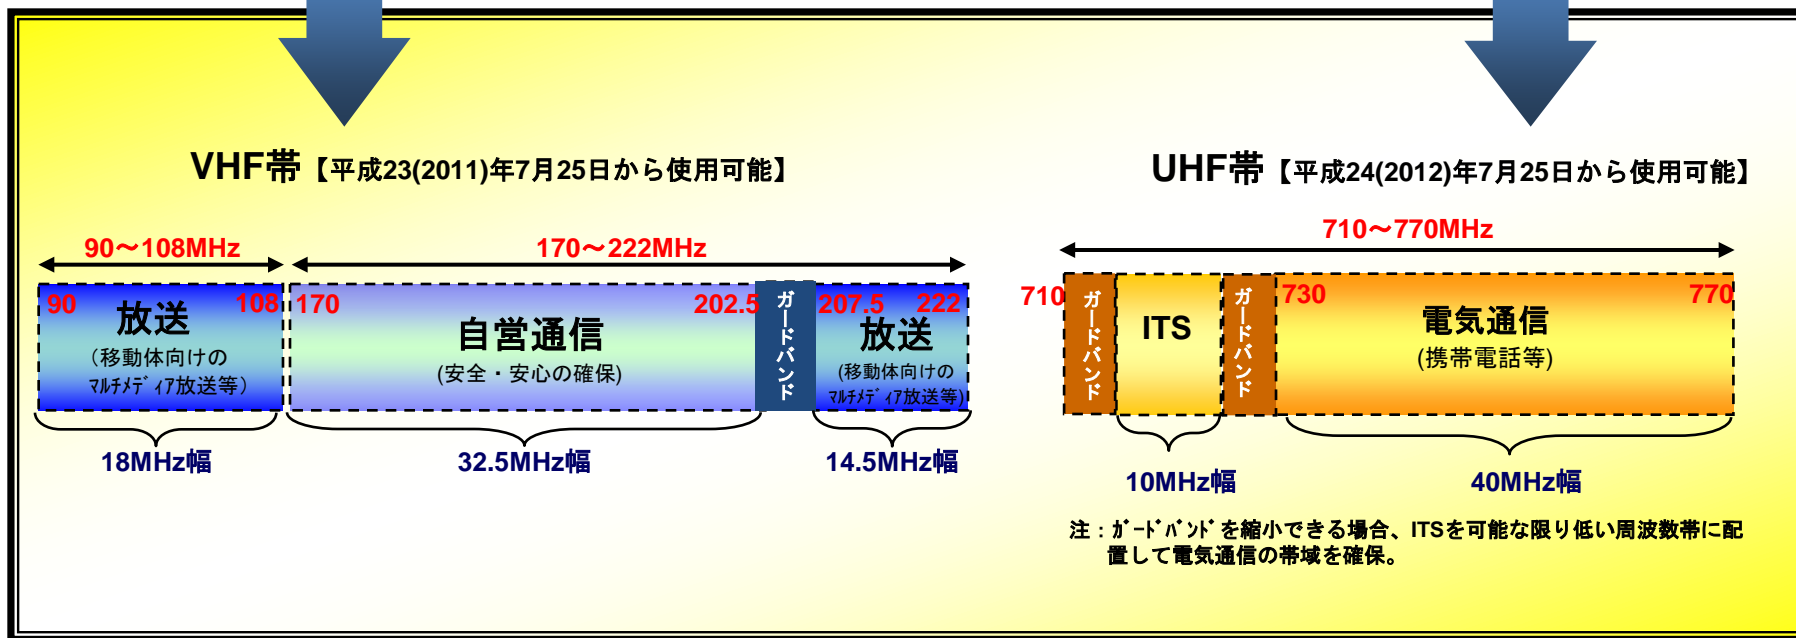 VHF帯【平成23(2011)年7月25日から使用可能】
90～108MHz
170～222MHz
90
108
放送
（移動体向けの
ﾏﾙﾁﾒﾃﾞｨｱ放送等）
170
202.5
自営通信
(安全・安心の確保)
ガードバンド
207.5
222
放送
(移動体向けの
ﾏﾙﾁﾒﾃﾞｨｱ放送等)
18MHz幅
32.5MHz幅
14.5MHz幅
UHF帯【平成24(2012)年7月25日から使用可能】
710～770MHz
710
ガードバンド
ITS
ガードバンド
730
770
電気通信
(携帯電話等)
10MHz幅
40MHz幅
注：ｶﾞｰﾄﾞﾊﾞﾝﾄﾞを縮小できる場合、ITSを可能な限り低い周波数帯に配
置して電気通信の帯域を確保。